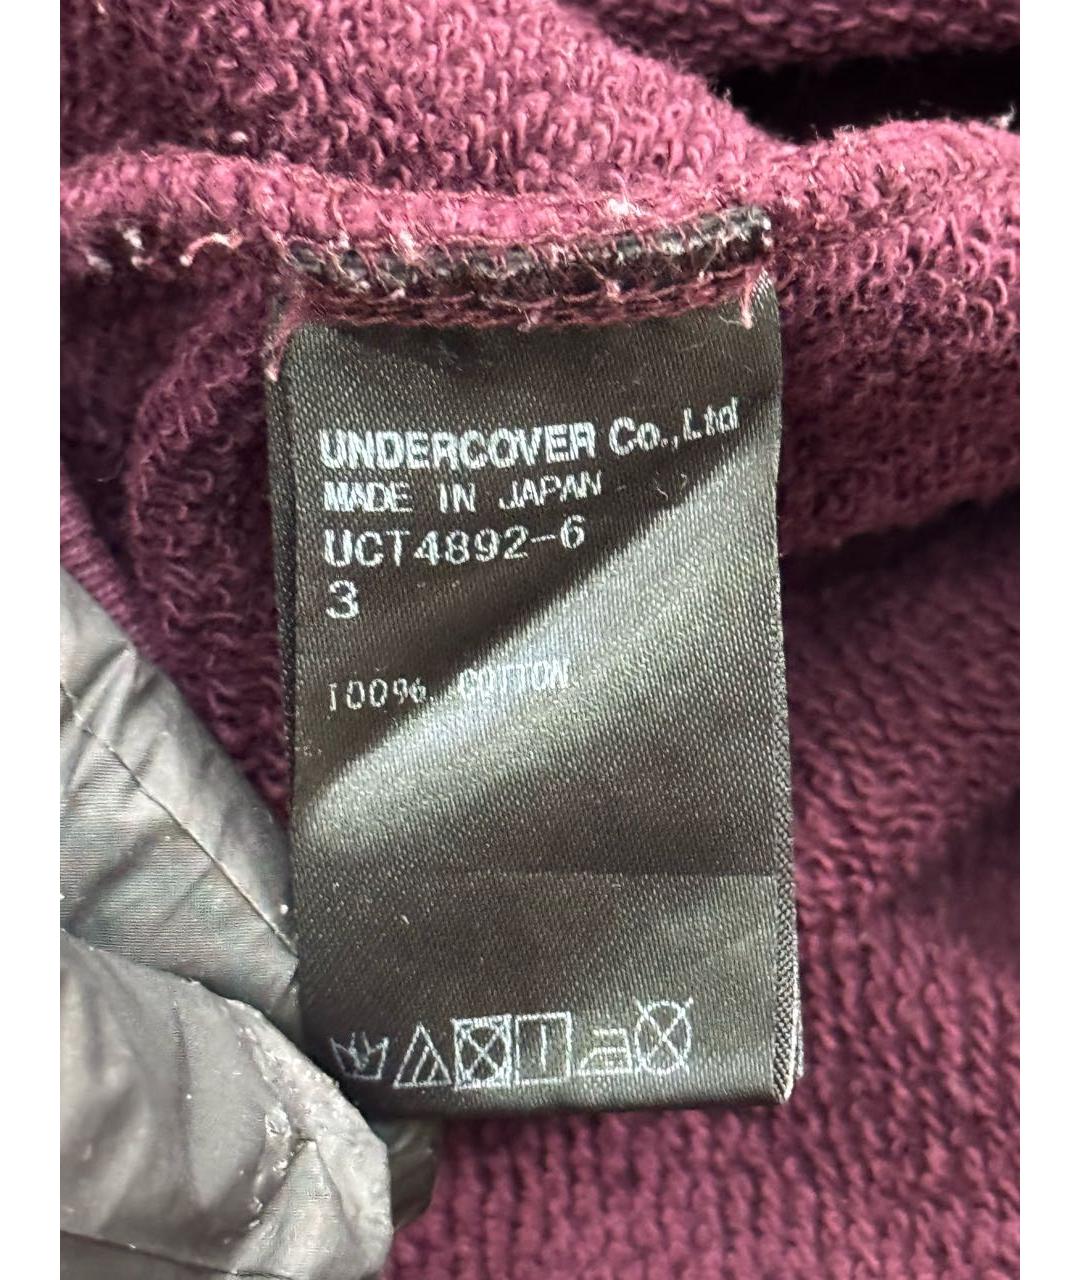 UNDERCOVER Co.,Ltd
MADE IN JAPAN
UCT4892-6
3
100% COTTON